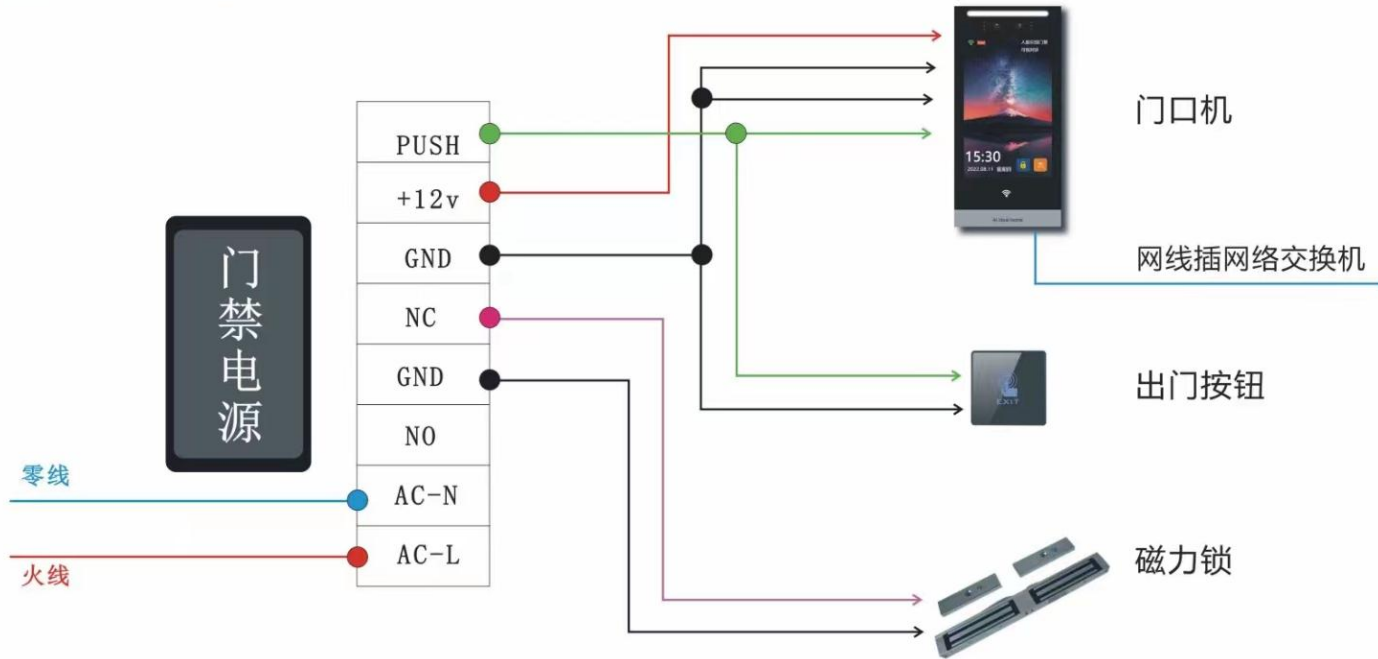 PUSH
+12v
GND
NC
GND
NO
AC-N
AC-L
门禁电源
零线
火线
门口机
15:30
网线插网络交换机
EXIT
出门按钮
磁力锁